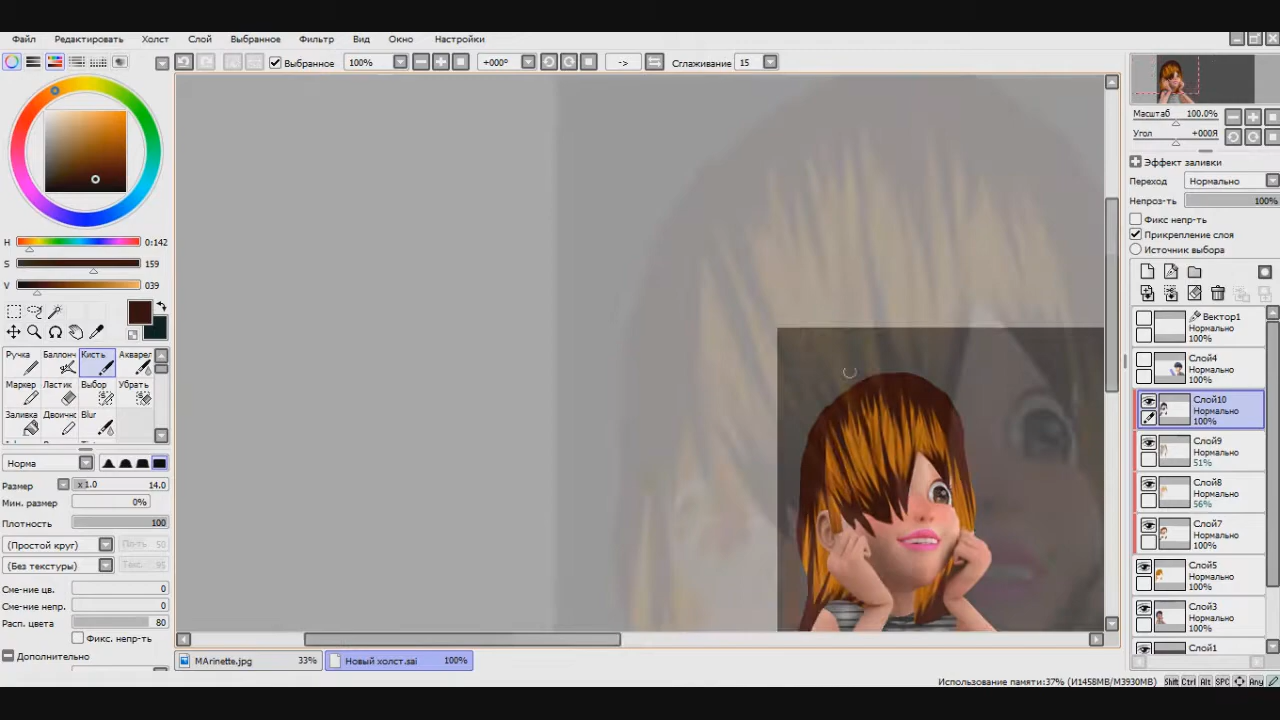 Файл Редактировать Холст Слой Выбранное Фильтр Вид Окно Настройки
Выбранное 100% +000° -> Сглаживание 15
Масштаб 100.0%
Угол +000Я
Эффект заливки
Переход Нормально
Непроз-ть 100%
Фикс непр-ть
Прикрепление слоя
Источник выбора
H 0:142
S 159
V 039
Ручка Баллонч Кисть Акварел
Маркер Ластик Выбор Убрать
Заливка Двоичн Blur
Норма
Размер x1.0 14.0
Мин. размер 0%
Плотность 100
(Простой круг)
(Без текстуры)
Сме-ние цв. 0
Сме-ние непр. 0
Расп. цвета 80
Фикс. непр-ть
Дополнительно
Вектор1
Нормально
100%
Слой4
Нормально
100%
Слой10
Нормально
100%
Слой9
Нормально
51%
Слой8
Нормально
56%
Слой7
Нормально
100%
Слой5
Нормально
100%
Слой3
Нормально
100%
Слой1
MArinette.jpg 33% Новый холст.sai 100%
Использование памяти:37% (И1458MB/М3930MB) Shift Ctrl Alt SPC Any